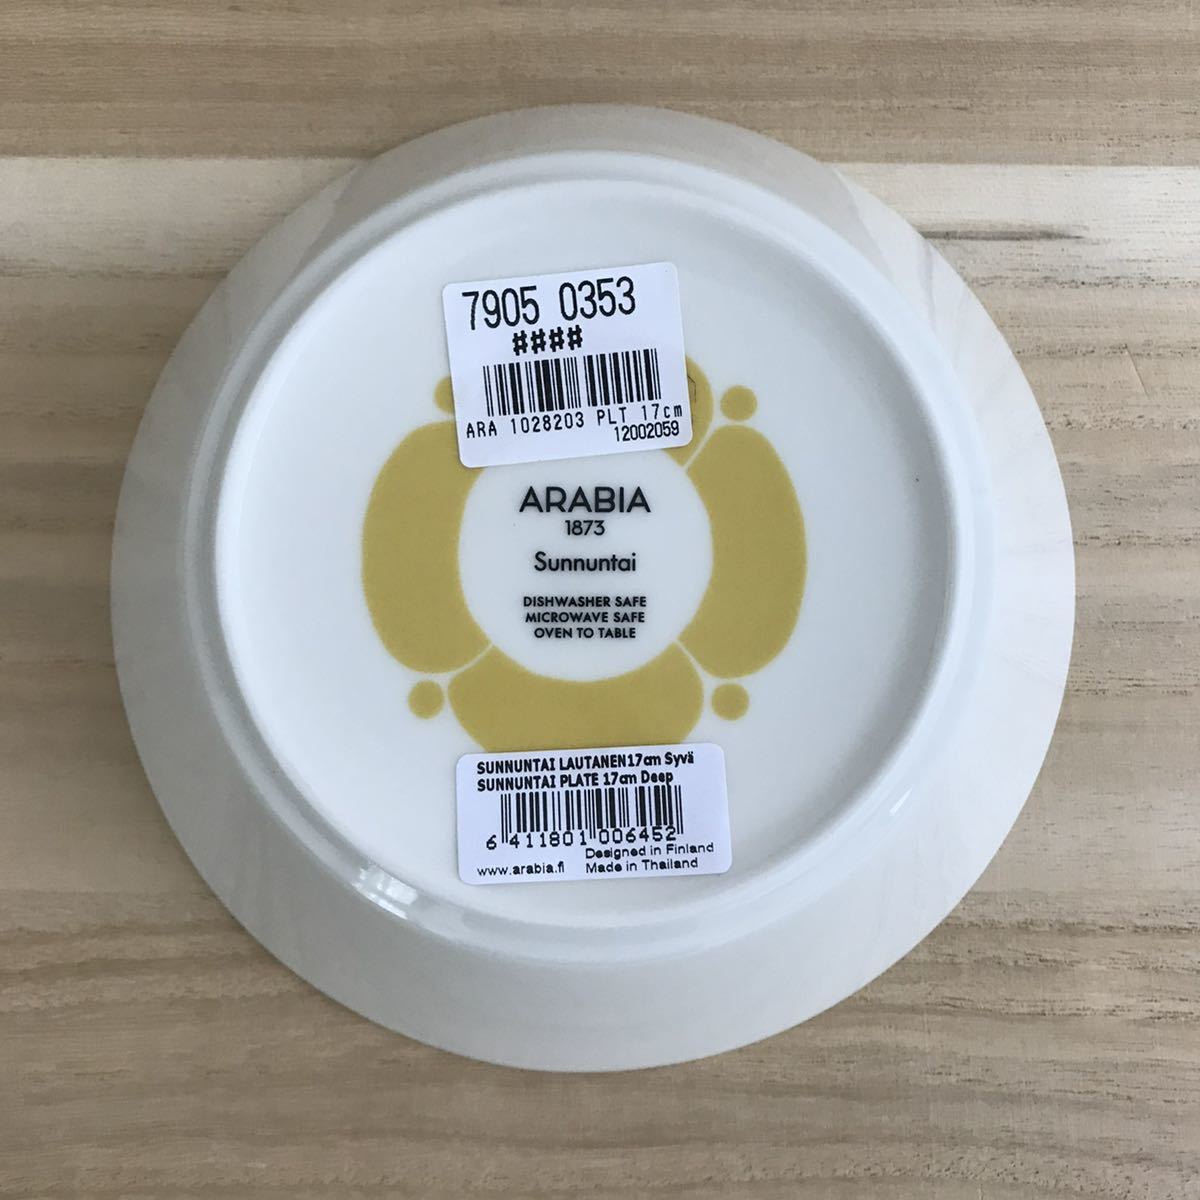 7905 0353
####
ARA 1028203 PLT 17cm
12002059
ARABIA
1873
Sunnuntai
DISHWASHER SAFE
MICROWAVE SAFE
OVEN TO TABLE
SUNNUNTAI LAUTANEN17cm Syvä
SUNNUNTAI PLATE 17cm Deep
6 411801 006452
Designed in Finland
www.arabia.fi Made in Thailand